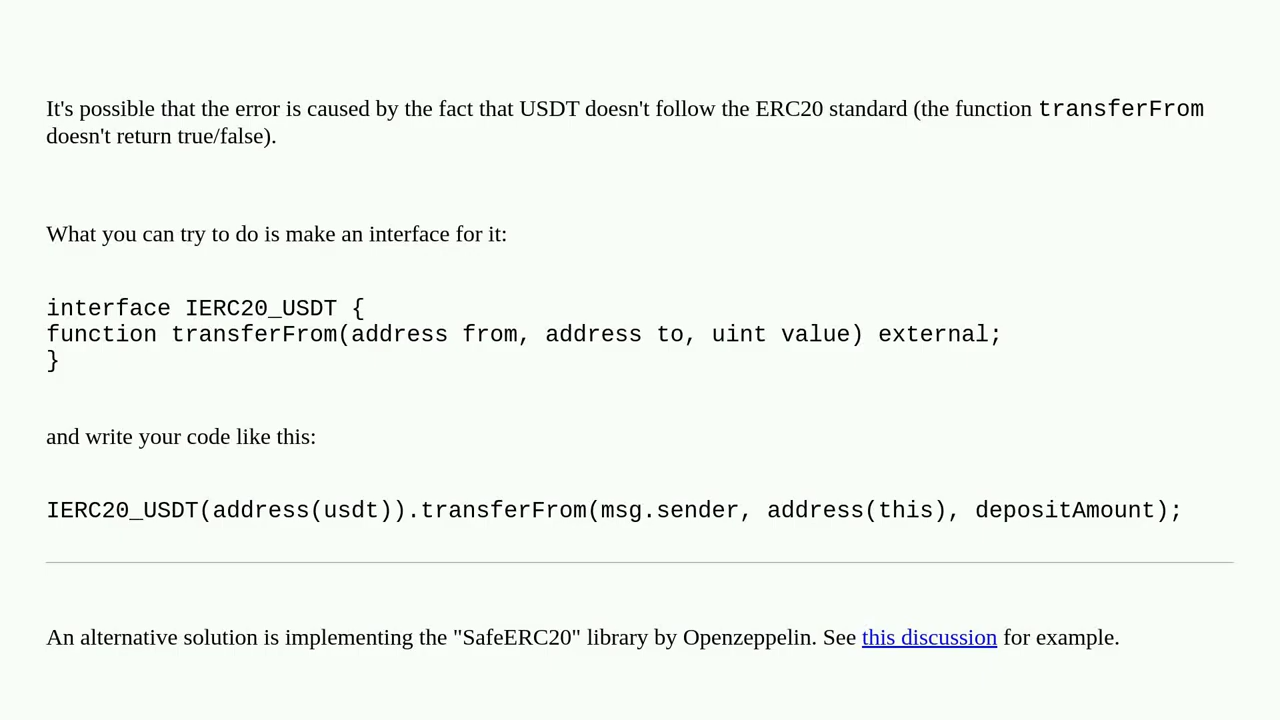 It's possible that the error is caused by the fact that USDT doesn't follow the ERC20 standard (the function transferFrom
doesn't return true/false).
What you can try to do is make an interface for it:
interface IERC20_USDT {
function transferFrom(address from, address to, uint value) external;
}
and write your code like this:
IERC20_USDT(address(usdt)).transferFrom(msg.sender, address(this), depositAmount);
An alternative solution is implementing the "SafeERC20" library by Openzeppelin. See this discussion for example.